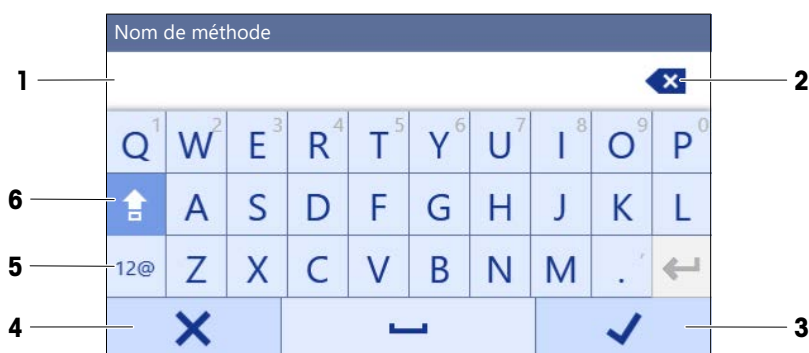 Nom de méthode
1
2
Q 1 W 2 E 3 R 4 T 5 Y 6 U 7 I 8 O 9 P 0
6
A S D F G H J K L
5
12@ Z X C V B N M . ′
4
3